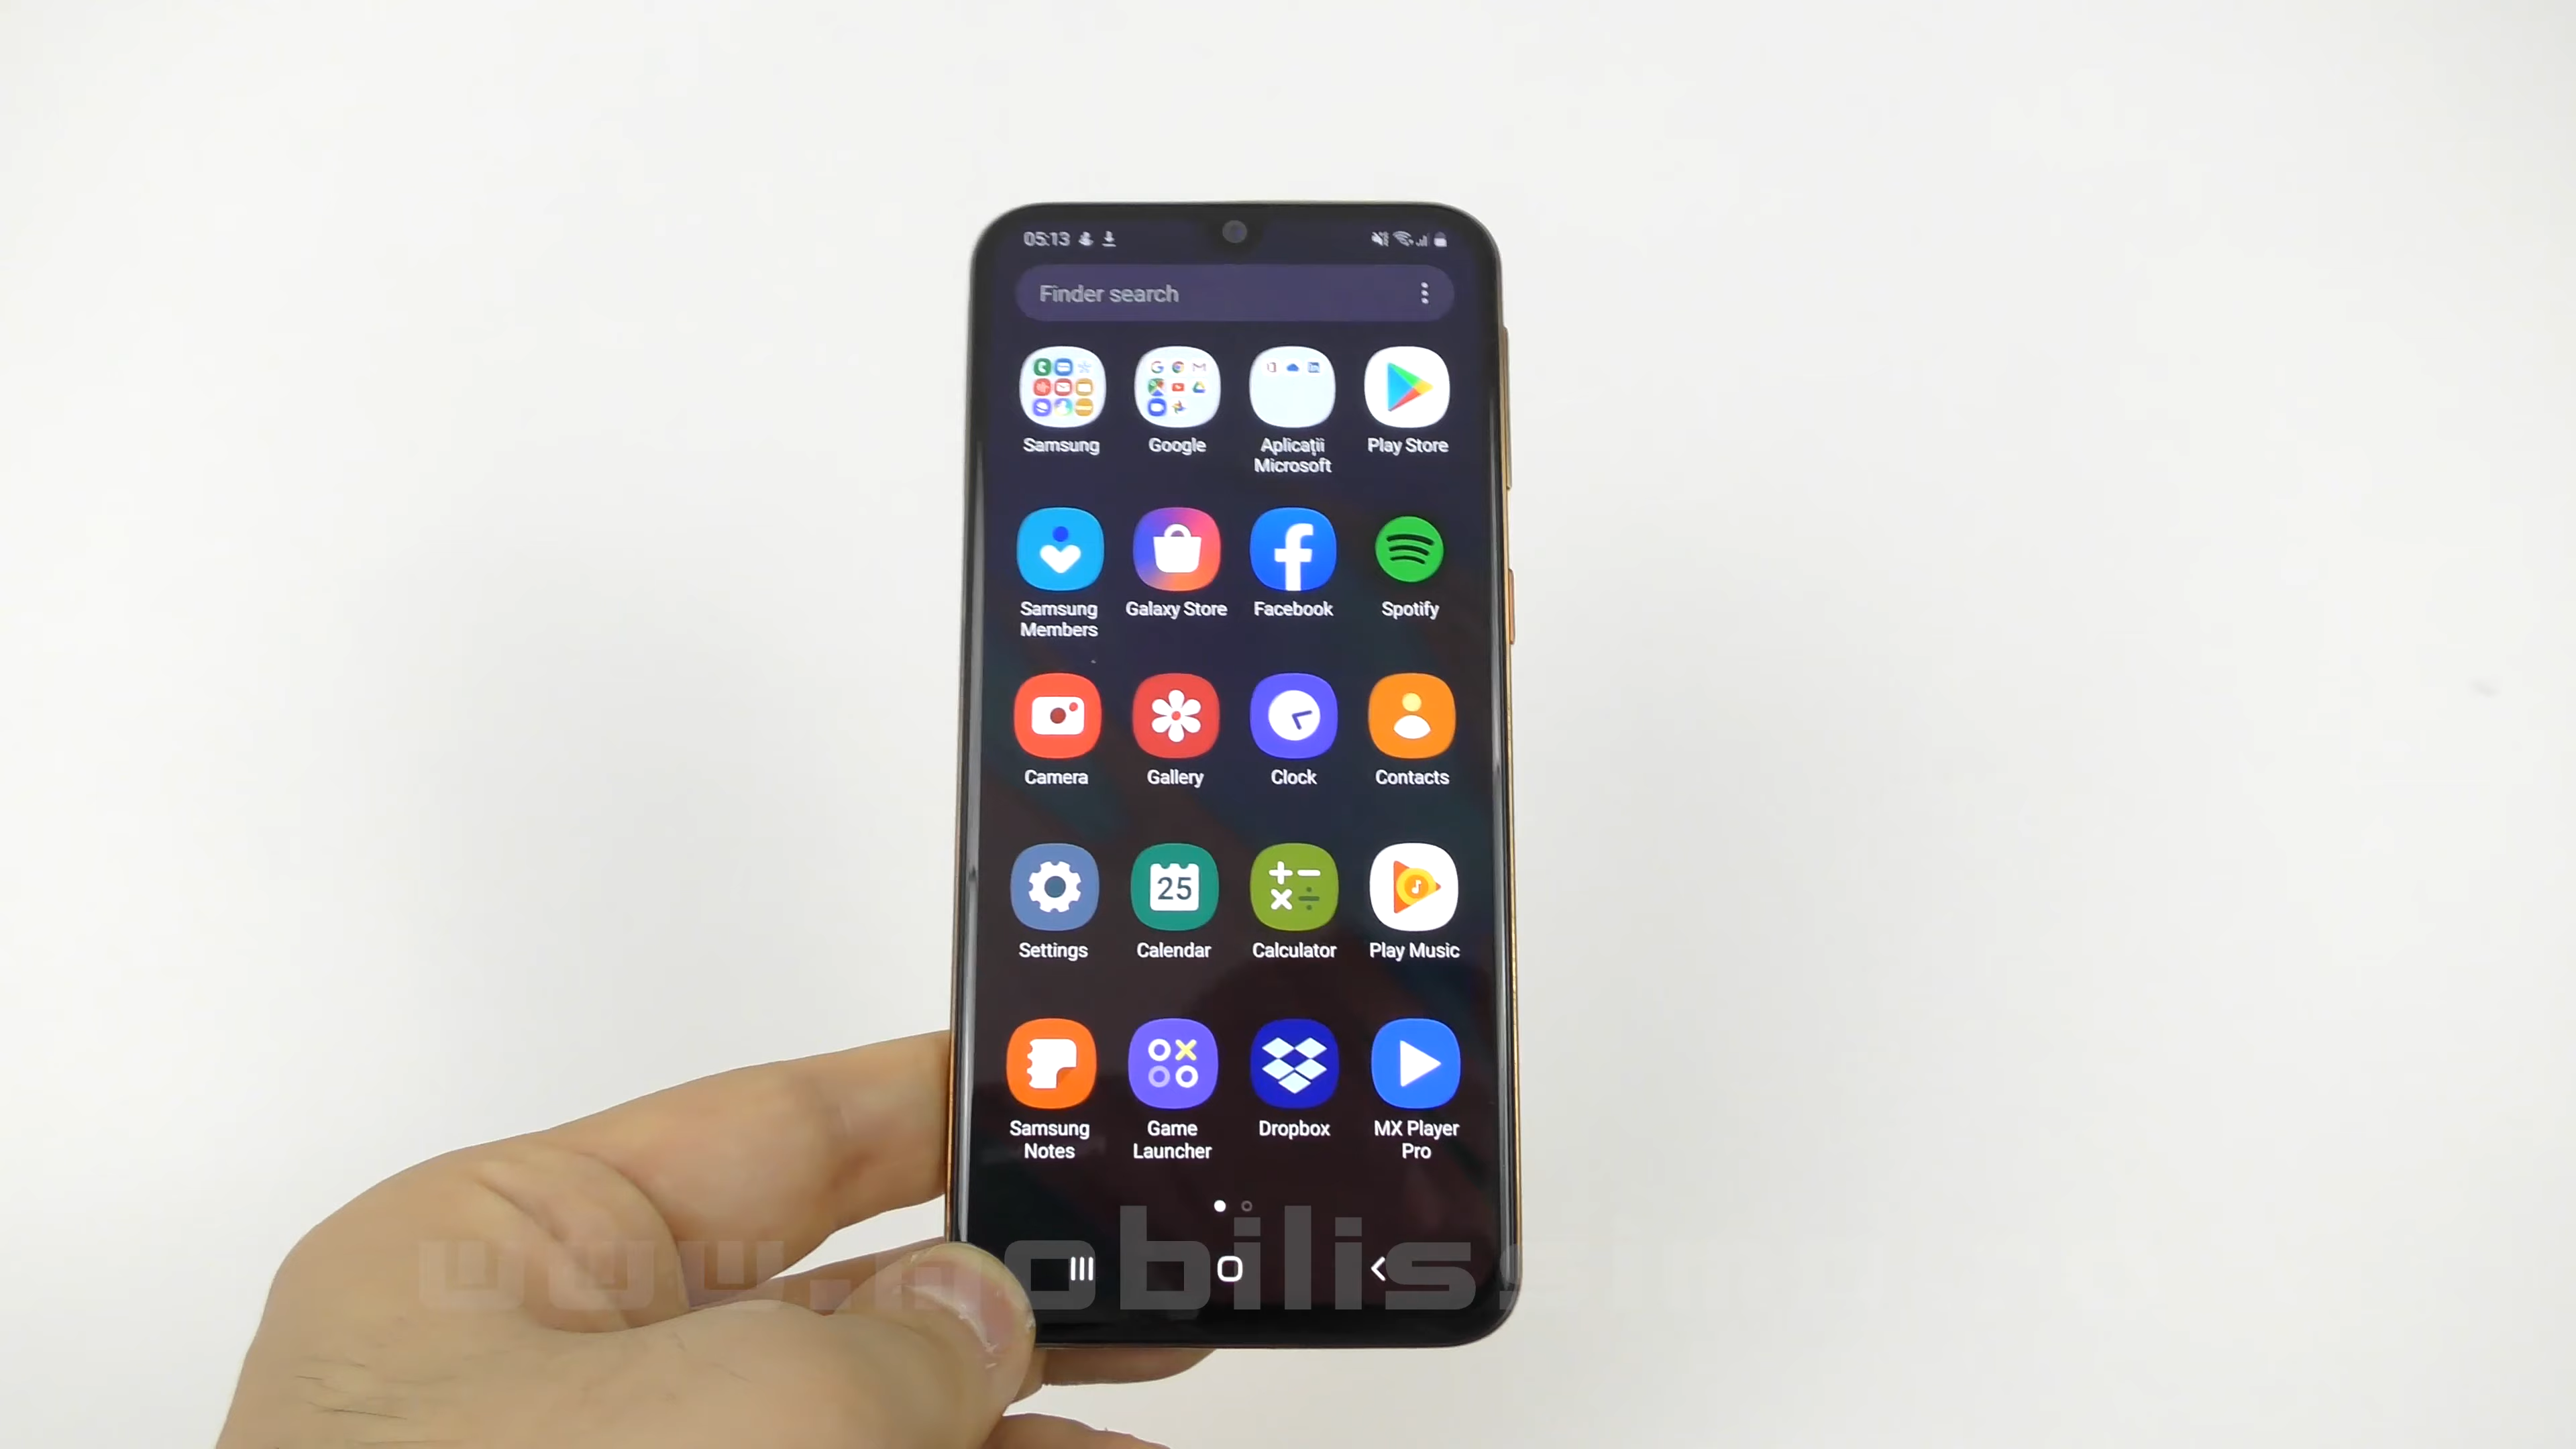 05:13
Finder search
Samsung
Google
Aplicații
Microsoft
Play Store
Samsung
Members
Galaxy Store
Facebook
Spotify
Camera
Gallery
Clock
Contacts
25
Settings
Calendar
Calculator
Play Music
Samsung
Notes
Game
Launcher
Dropbox
MX Player
Pro